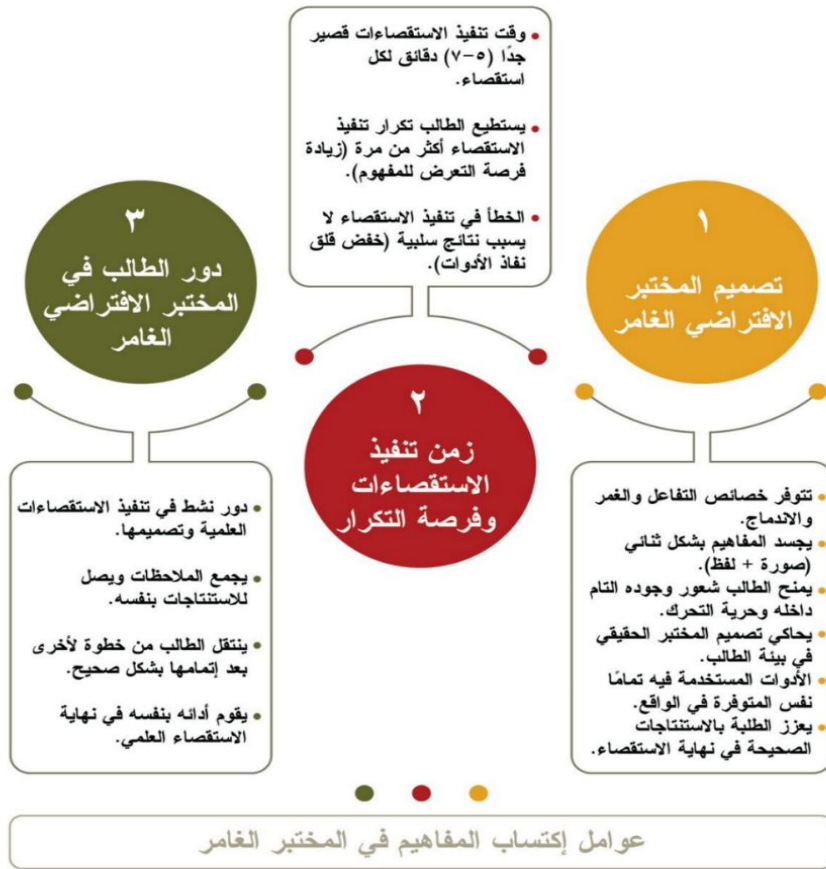 ١
تصميم المختبر
الافتراضي الغامر
تتوفر خصائص التفاعل والغمر
والاندماج.
يجسد المفاهيم بشكل ثنائي
(صورة + لفظ).
يمنح الطالب شعور وجوده التام
داخله وحرية التحرك.
يحاكي تصميم المختبر الحقيقي
في بيئة الطالب.
الأدوات المستخدمة فيه تمامًا
نفس المتوفرة في الواقع.
يعزز الطلبة بالاستنتاجات
الصحيحة في نهاية الاستقصاء.
٢
زمن تنفيذ
الاستقصاءات
وفرصة التكرار
وقت تنفيذ الاستقصاءات قصير
جدًا (٥-٧) دقائق لكل
استقصاء.
يستطيع الطالب تكرار تنفيذ
الاستقصاء أكثر من مرة (زيادة
فرصة التعرض للمفهوم).
الخطأ في تنفيذ الاستقصاء لا
يسبب نتائج سلبية (خفض قلق
نفاذ الأدوات).
٣
دور الطالب في
المختبر الافتراضي
الغامر
دور نشط في تنفيذ الاستقصاءات
العلمية وتصميمها.
يجمع الملاحظات ويصل
للاستنتاجات بنفسه.
ينتقل الطالب من خطوة لأخرى
بعد إتمامها بشكل صحيح.
يقوم أدائه بنفسه في نهاية
الاستقصاء العلمي.
عوامل إكتساب المفاهيم في المختبر الغامر